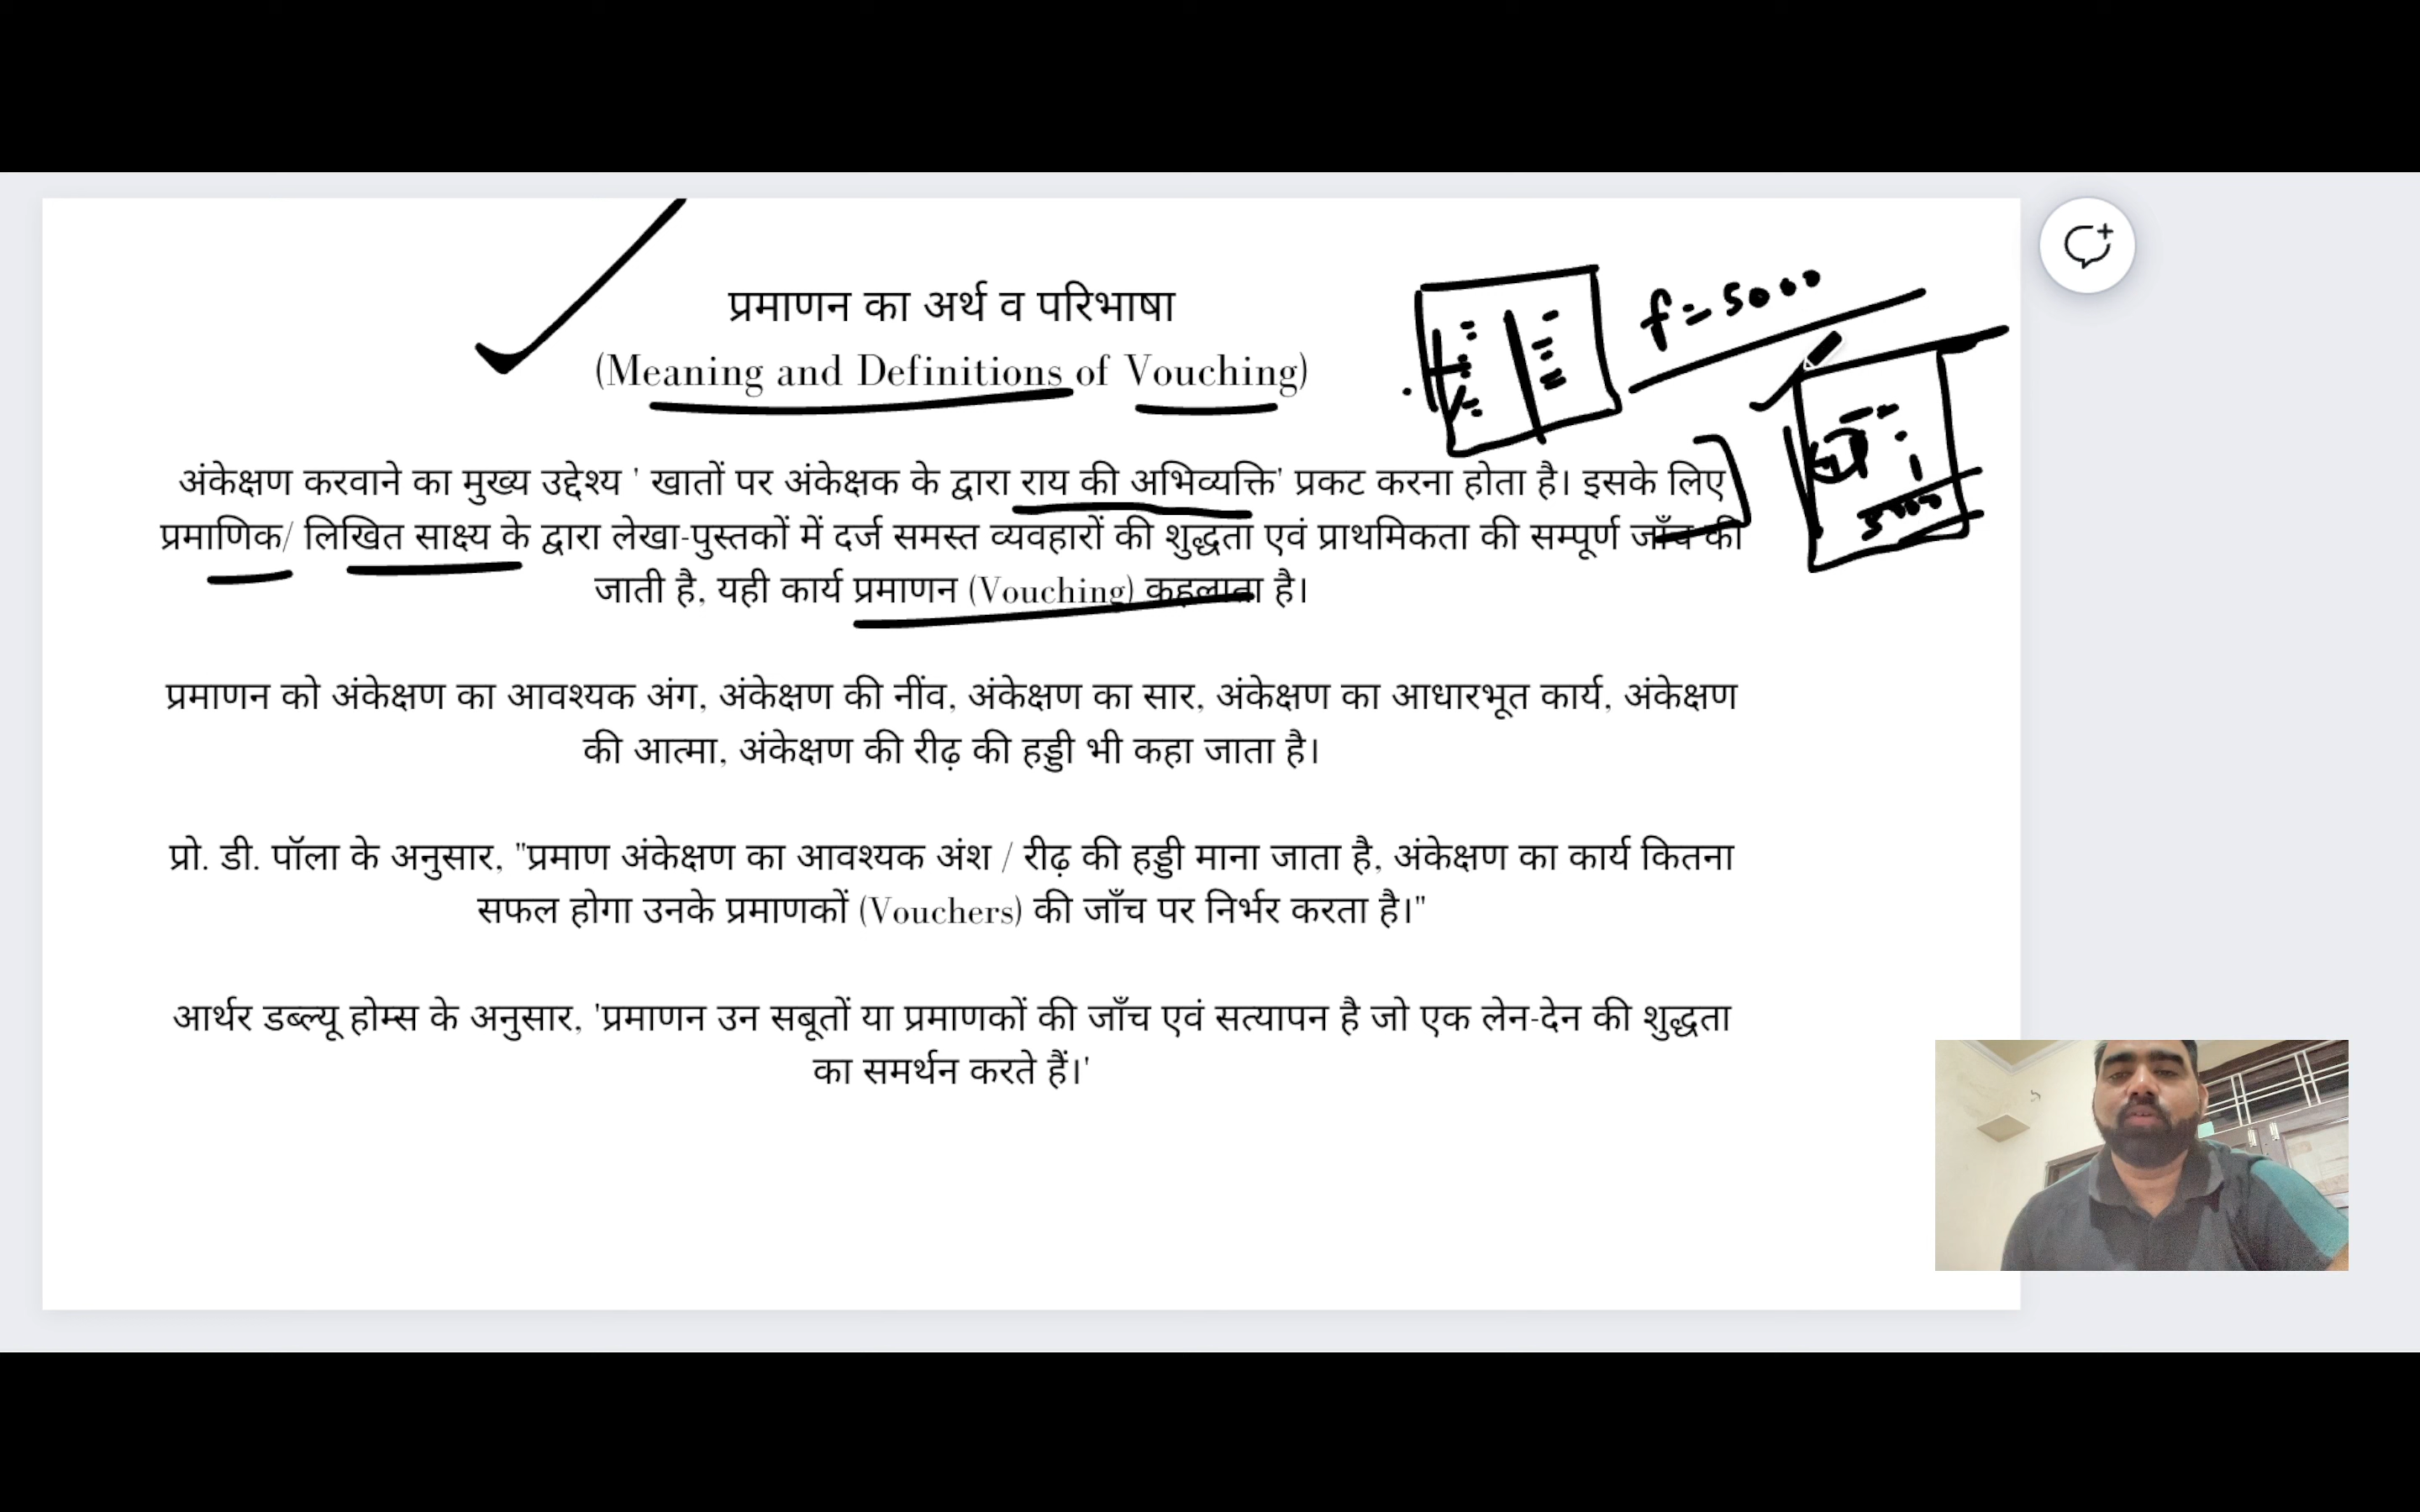 प्रमाणन का अर्थ व परिभाषा
(Meaning and Definitions of Vouching)
f=5000
अंकेक्षण करवाने का मुख्य उद्देश्य ' खातों पर अंकेक्षक के द्वारा राय की अभिव्यक्ति' प्रकट करना होता है। इसके लिए
प्रमाणिक/ लिखित साक्ष्य के द्वारा लेखा-पुस्तकों में दर्ज समस्त व्यवहारों की शुद्धता एवं प्राथमिकता की सम्पूर्ण जाँच की
5000
जाती है, यही कार्य प्रमाणन (Vouching) कहलाता है।
प्रमाणन को अंकेक्षण का आवश्यक अंग, अंकेक्षण की नींव, अंकेक्षण का सार, अंकेक्षण का आधारभूत कार्य, अंकेक्षण
की आत्मा, अंकेक्षण की रीढ़ की हड्डी भी कहा जाता है।
प्रो. डी. पॉला के अनुसार, "प्रमाण अंकेक्षण का आवश्यक अंश / रीढ़ की हड्डी माना जाता है, अंकेक्षण का कार्य कितना
सफल होगा उनके प्रमाणकों (Vouchers) की जाँच पर निर्भर करता है।"
आर्थर डब्ल्यू होम्स के अनुसार, 'प्रमाणन उन सबूतों या प्रमाणकों की जाँच एवं सत्यापन है जो एक लेन-देन की शुद्धता
का समर्थन करते हैं।'